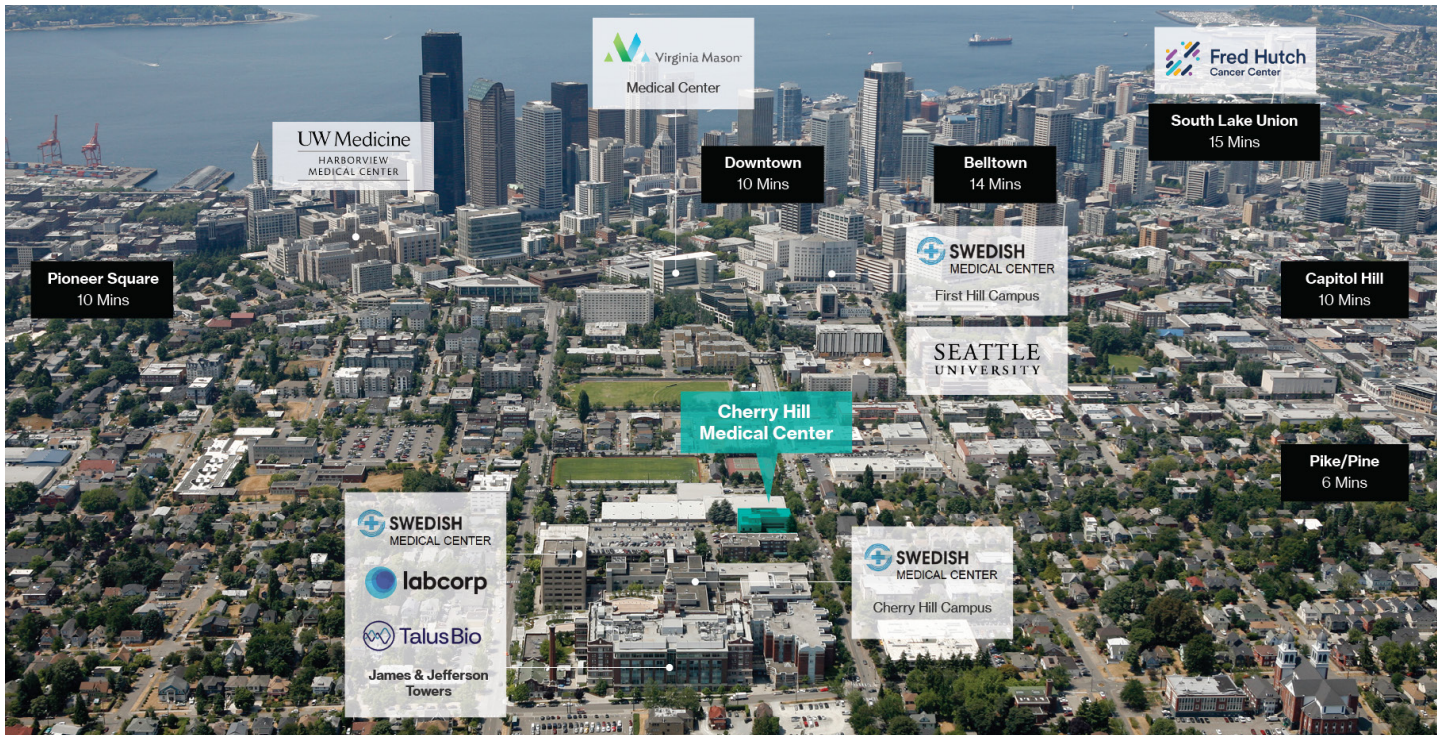 Virginia Mason
Medical Center
Fred Hutch
Cancer Center
South Lake Union
15 Mins
UW Medicine
HARBORVIEW
MEDICAL CENTER
Downtown
10 Mins
Belltown
14 Mins
SWEDISH
MEDICAL CENTER
First Hill Campus
Pioneer Square
10 Mins
Capitol Hill
10 Mins
SEATTLE
UNIVERSITY
Cherry Hill
Medical Center
Pike/Pine
6 Mins
SWEDISH
MEDICAL CENTER
labcorp
TalusBio
James & Jefferson
Towers
SWEDISH
MEDICAL CENTER
Cherry Hill Campus